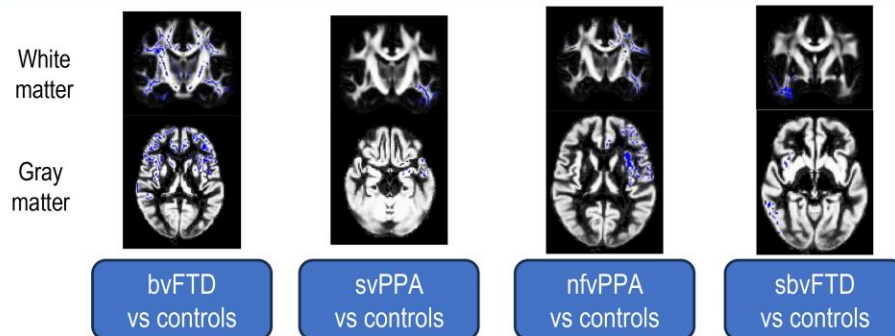 White
matter
Gray
matter
bvFTD
vs controls
svPPA
vs controls
nfvPPA
vs controls
sbvFTD
vs controls